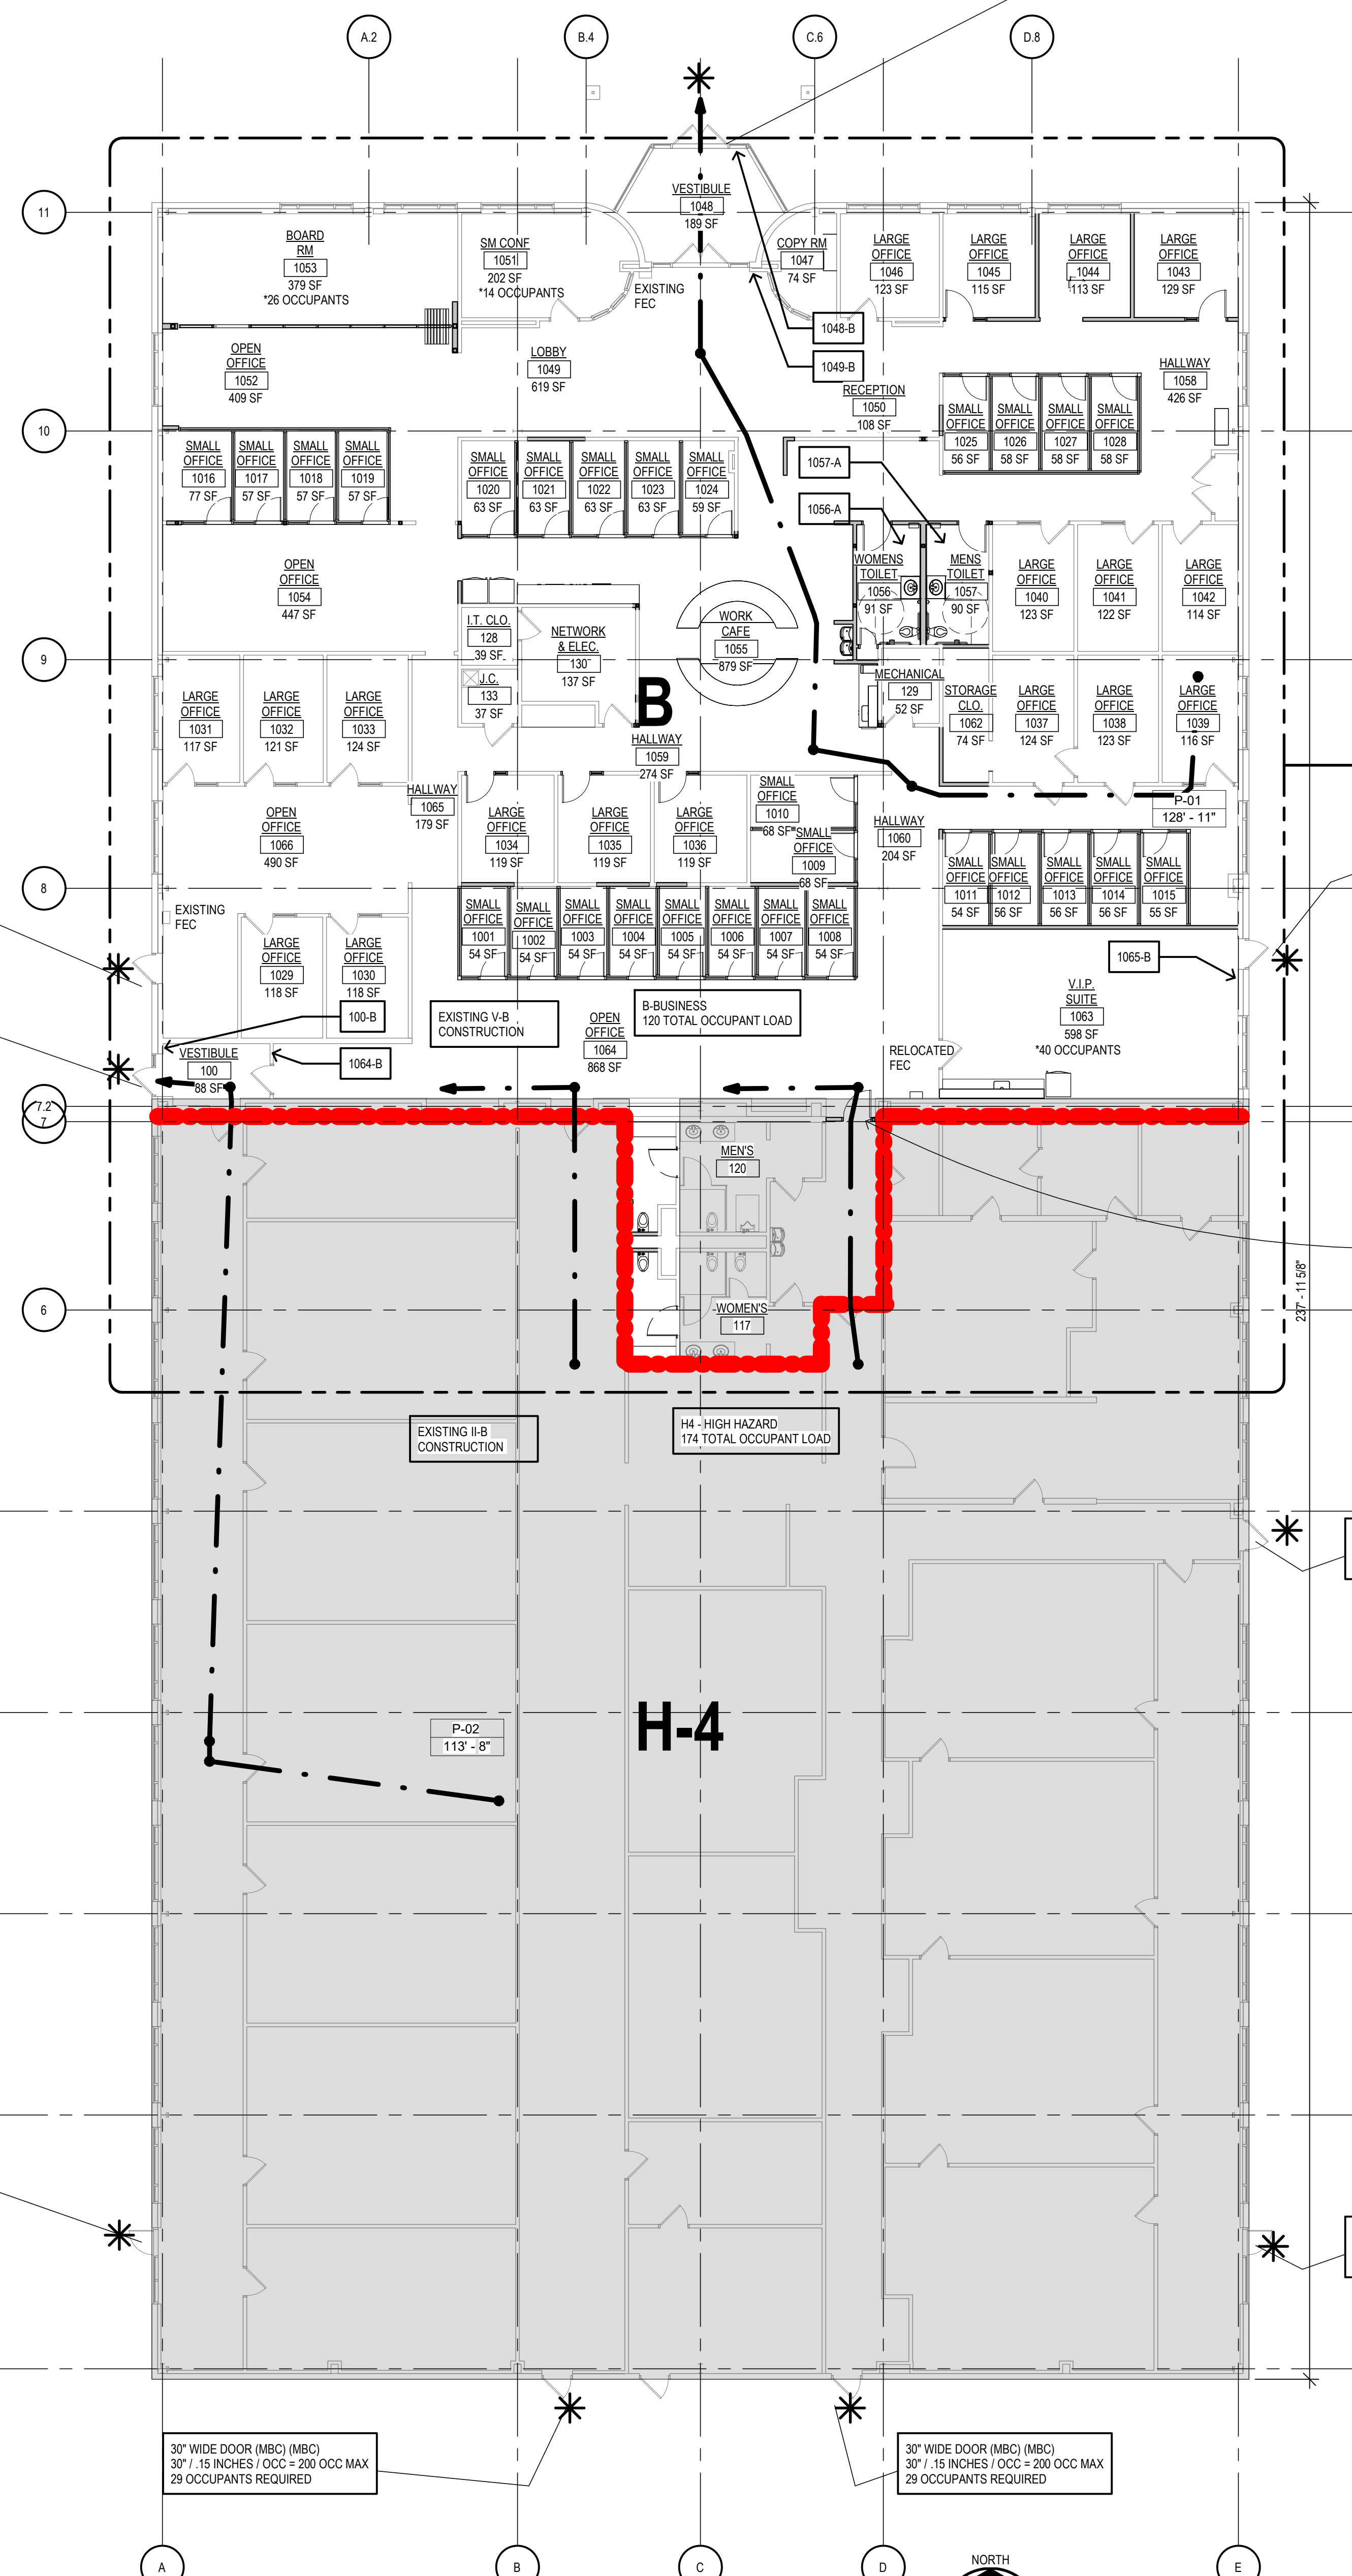 A.2
B.4
C.6
D.8
11
VESTIBULE
1048
189 SF
BOARD
RM
1053
379 SF
*26 OCCUPANTS
SM CONF
1051
202 SF
*14 OCCUPANTS
EXISTING
FEC
COPY RM
1047
74 SF
LARGE
OFFICE
1046
123 SF
LARGE
OFFICE
1045
115 SF
LARGE
OFFICE
1044
113 SF
LARGE
OFFICE
1043
129 SF
1048-B
1049-B
OPEN
OFFICE
1052
409 SF
LOBBY
1049
619 SF
RECEPTION
1050
108 SF
HALLWAY
1058
426 SF
10
SMALL
OFFICE
1025
56 SF
SMALL
OFFICE
1026
58 SF
SMALL
OFFICE
1027
58 SF
SMALL
OFFICE
1028
58 SF
SMALL
OFFICE
1016
77 SF
SMALL
OFFICE
1017
57 SF
SMALL
OFFICE
1018
57 SF
SMALL
OFFICE
1019
57 SF
SMALL
OFFICE
1020
63 SF
SMALL
OFFICE
1021
63 SF
SMALL
OFFICE
1022
63 SF
SMALL
OFFICE
1023
63 SF
SMALL
OFFICE
1024
59 SF
1057-A
1056-A
OPEN
OFFICE
1054
447 SF
WOMENS
TOILET
1056
91 SF
MENS
TOILET
1057
90 SF
LARGE
OFFICE
1040
123 SF
LARGE
OFFICE
1041
122 SF
LARGE
OFFICE
1042
114 SF
I.T. CLO.
128
39 SF
NETWORK
& ELEC.
130
137 SF
WORK
CAFE
1055
879 SF
9
J.C.
133
37 SF
B
MECHANICAL
129
52 SF
STORAGE
CLO.
1062
74 SF
LARGE
OFFICE
1037
124 SF
LARGE
OFFICE
1038
123 SF
LARGE
OFFICE
1039
116 SF
LARGE
OFFICE
1031
117 SF
LARGE
OFFICE
1032
121 SF
LARGE
OFFICE
1033
124 SF
HALLWAY
1059
274 SF
HALLWAY
1065
179 SF
OPEN
OFFICE
1066
490 SF
LARGE
OFFICE
1034
119 SF
LARGE
OFFICE
1035
119 SF
LARGE
OFFICE
1036
119 SF
SMALL
OFFICE
1010
68 SF
SMALL
OFFICE
1009
68 SF
HALLWAY
1060
204 SF
P-01
128' - 11"
8
SMALL
OFFICE
1011
54 SF
SMALL
OFFICE
1012
56 SF
SMALL
OFFICE
1013
56 SF
SMALL
OFFICE
1014
56 SF
SMALL
OFFICE
1015
55 SF
EXISTING
FEC
LARGE
OFFICE
1029
118 SF
LARGE
OFFICE
1030
118 SF
SMALL
OFFICE
1001
54 SF
SMALL
OFFICE
1002
54 SF
SMALL
OFFICE
1003
54 SF
SMALL
OFFICE
1004
54 SF
SMALL
OFFICE
1005
54 SF
SMALL
OFFICE
1006
54 SF
SMALL
OFFICE
1007
54 SF
SMALL
OFFICE
1008
54 SF
1065-B
V.I.P.
SUITE
1063
598 SF
*40 OCCUPANTS
100-B
EXISTING V-B
CONSTRUCTION
B-BUSINESS
120 TOTAL OCCUPANT LOAD
OPEN
OFFICE
1064
868 SF
RELOCATED
FEC
VESTIBULE
100
88 SF
1064-B
7.2
7
MEN'S
120
6
WOMEN'S
117
237' - 11 5/8"
EXISTING II-B
CONSTRUCTION
H4 - HIGH HAZARD
174 TOTAL OCCUPANT LOAD
P-02
113' - 8"
H-4
30" WIDE DOOR (MBC) (MBC)
30" / .15 INCHES / OCC = 200 OCC MAX
29 OCCUPANTS REQUIRED
30" WIDE DOOR (MBC) (MBC)
30" / .15 INCHES / OCC = 200 OCC MAX
29 OCCUPANTS REQUIRED
A
B
C
D
E
NORTH